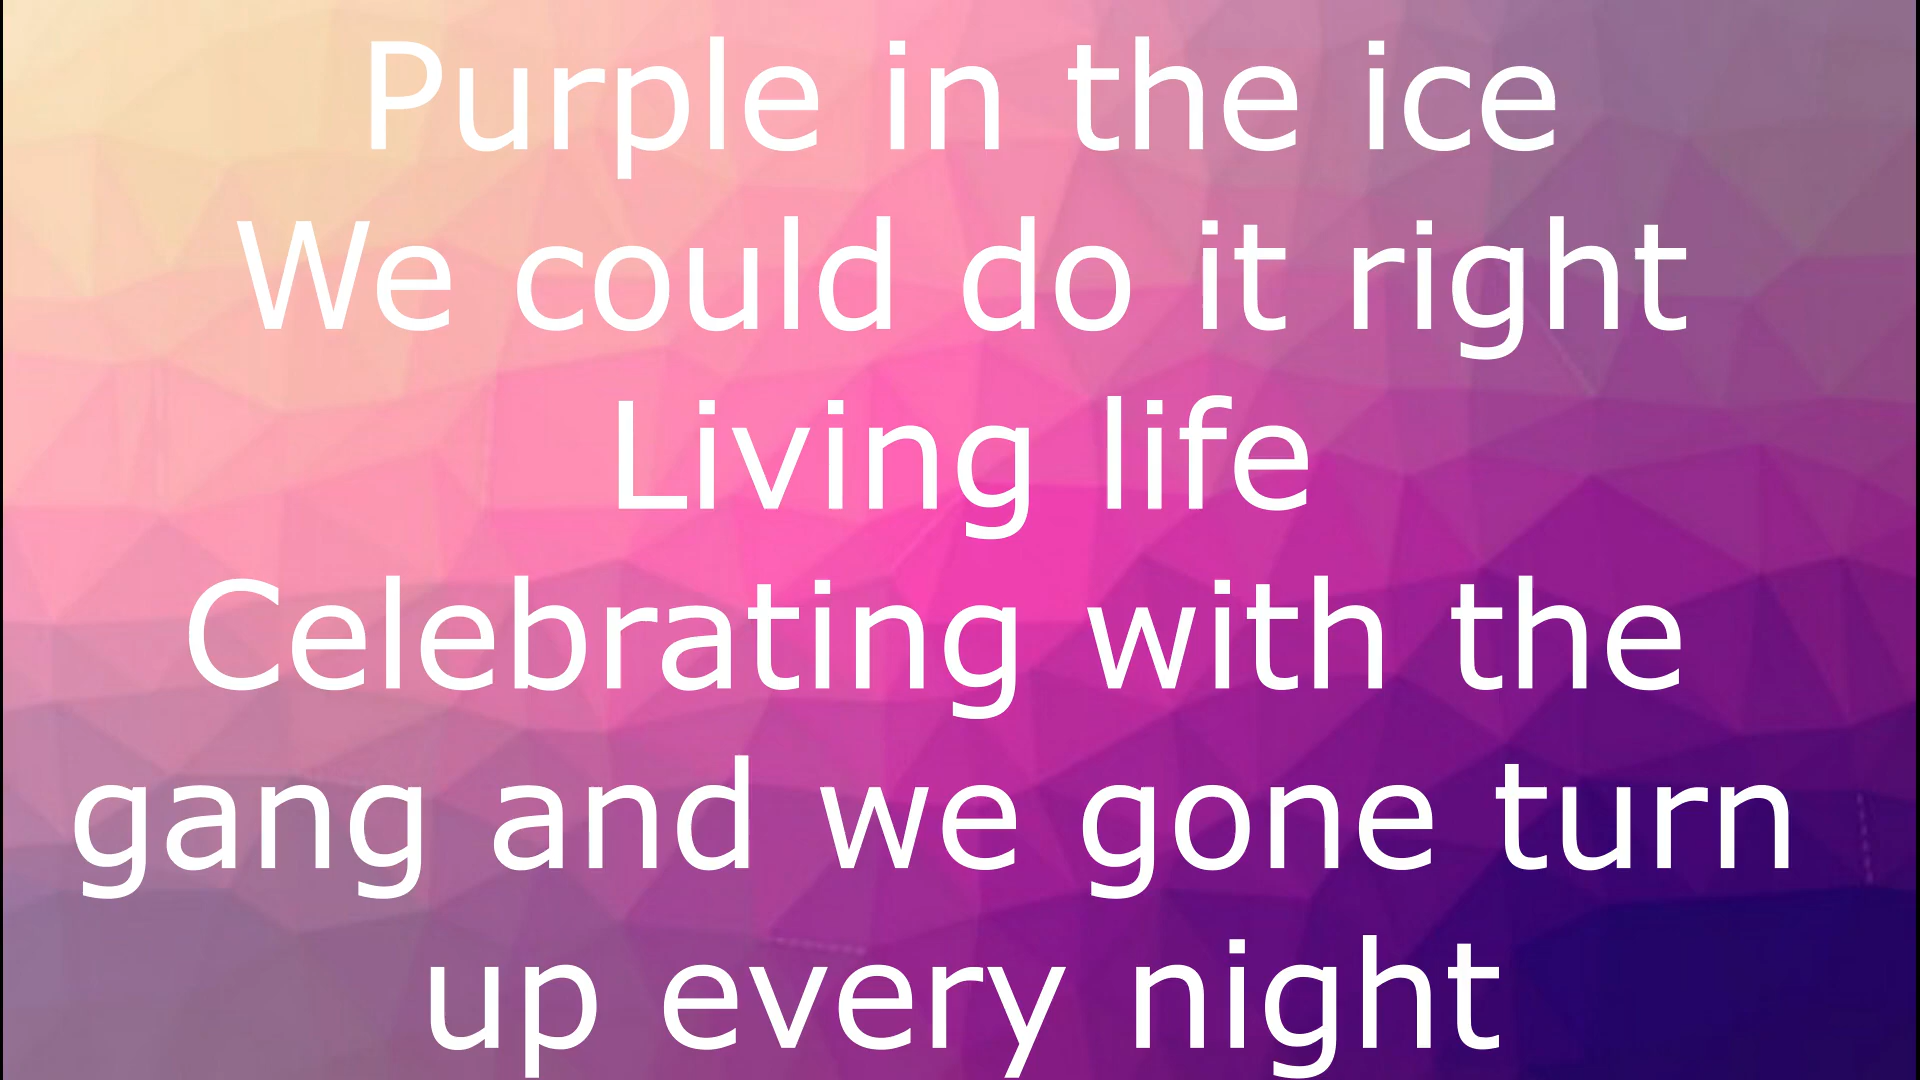 Purple in the ice
We could do it right
Living life
Celebrating with the
gang and we gone turn
up every night